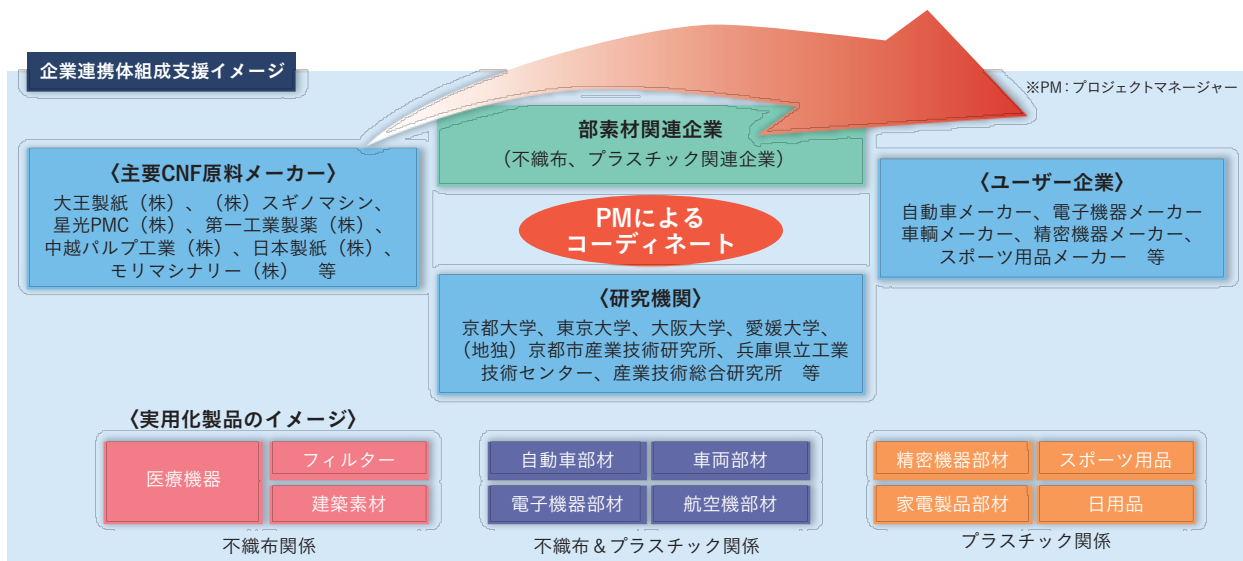 企業連携体組成支援イメージ
※PM：プロジェクトマネージャー
部素材関連企業
（不織布、プラスチック関連企業）
〈主要CNF原料メーカー〉
大王製紙（株）、（株）スギノマシン、
星光PMC（株）、第一工業製薬（株）、
中越パルプ工業（株）、日本製紙（株）、
モリマシナリー（株）　等
PMによる
コーディネート
〈ユーザー企業〉
自動車メーカー、電子機器メーカー
車輌メーカー、精密機器メーカー、
スポーツ用品メーカー　等
〈研究機関〉
京都大学、東京大学、大阪大学、愛媛大学、
（地独）京都市産業技術研究所、兵庫県立工業
技術センター、産業技術総合研究所　等
〈実用化製品のイメージ〉
医療機器
フィルター
建築素材
不織布関係
自動車部材
車両部材
電子機器部材
航空機部材
不織布＆プラスチック関係
精密機器部材
スポーツ用品
家電製品部材
日用品
プラスチック関係